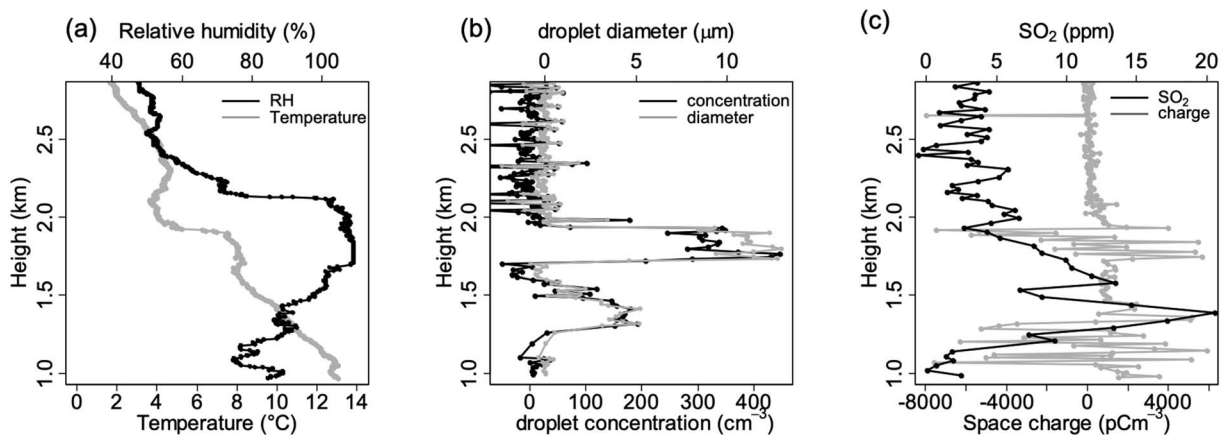 (a)
Relative humidity (%)
40 60 80 100
RH
Temperature
Height (km)
1.0 1.5 2.0 2.5
0 2 4 6 8 10 12 14
Temperature (°C)
(b)
droplet diameter (μm)
0 5 10
concentration
diameter
Height (km)
1.0 1.5 2.0 2.5
0 100 200 300 400
droplet concentration (cm⁻³)
(c)
SO₂ (ppm)
0 5 10 15 20
SO₂
charge
Height (km)
1.0 1.5 2.0 2.5
-8000 -4000 0 4000
Space charge (pCm⁻³)